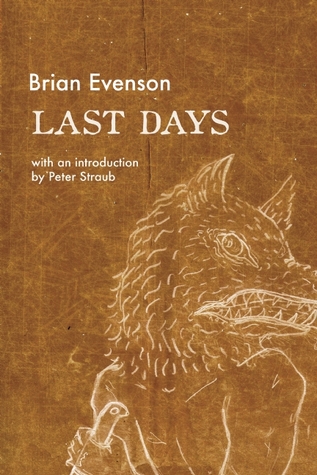 Brian Evenson
LAST DAYS
with an introduction
by Peter Straub